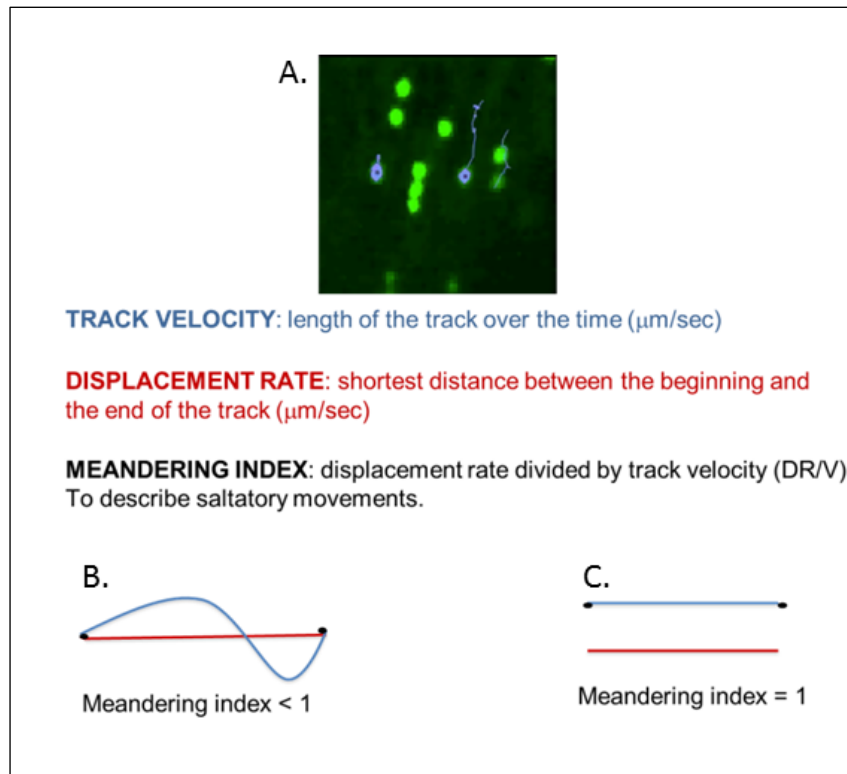 A.
TRACK VELOCITY: length of the track over the time (μm/sec)
DISPLACEMENT RATE: shortest distance between the beginning and
the end of the track (μm/sec)
MEANDERING INDEX: displacement rate divided by track velocity (DR/V)
To describe saltatory movements.
B.
C.
Meandering index < 1
Meandering index = 1